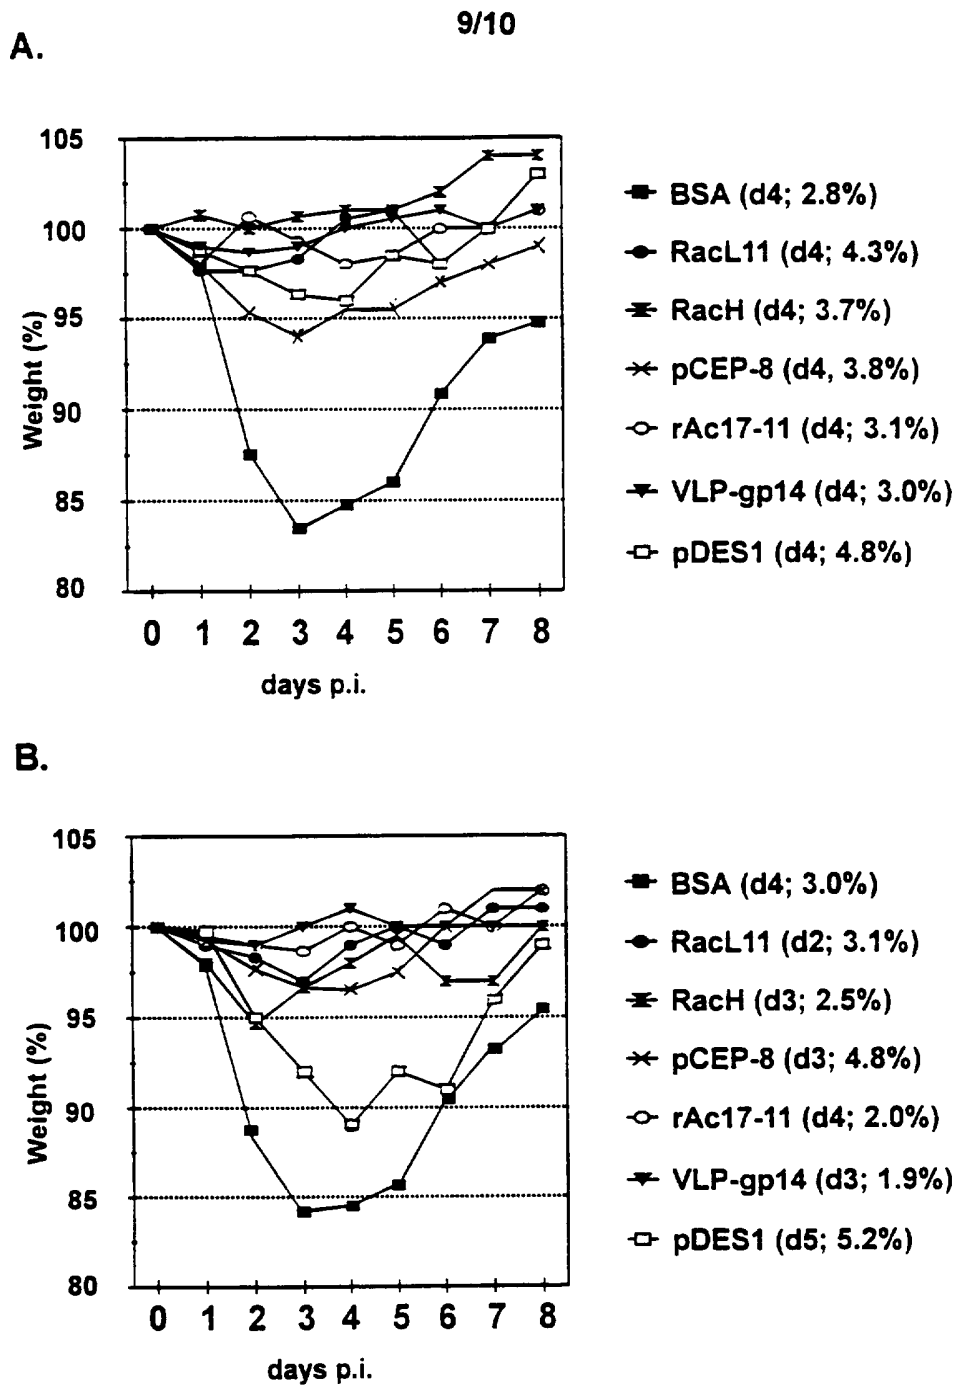 9/10
A.
105
100
95
90
85
80
Weight (%)
0 1 2 3 4 5 6 7 8
days p.i.
BSA (d4; 2.8%)
RacL11 (d4; 4.3%)
RacH (d4; 3.7%)
pCEP-8 (d4, 3.8%)
rAc17-11 (d4; 3.1%)
VLP-gp14 (d4; 3.0%)
pDES1 (d4; 4.8%)
B.
105
100
95
90
85
80
Weight (%)
0 1 2 3 4 5 6 7 8
days p.i.
BSA (d4; 3.0%)
RacL11 (d2; 3.1%)
RacH (d3; 2.5%)
pCEP-8 (d3; 4.8%)
rAc17-11 (d4; 2.0%)
VLP-gp14 (d3; 1.9%)
pDES1 (d5; 5.2%)